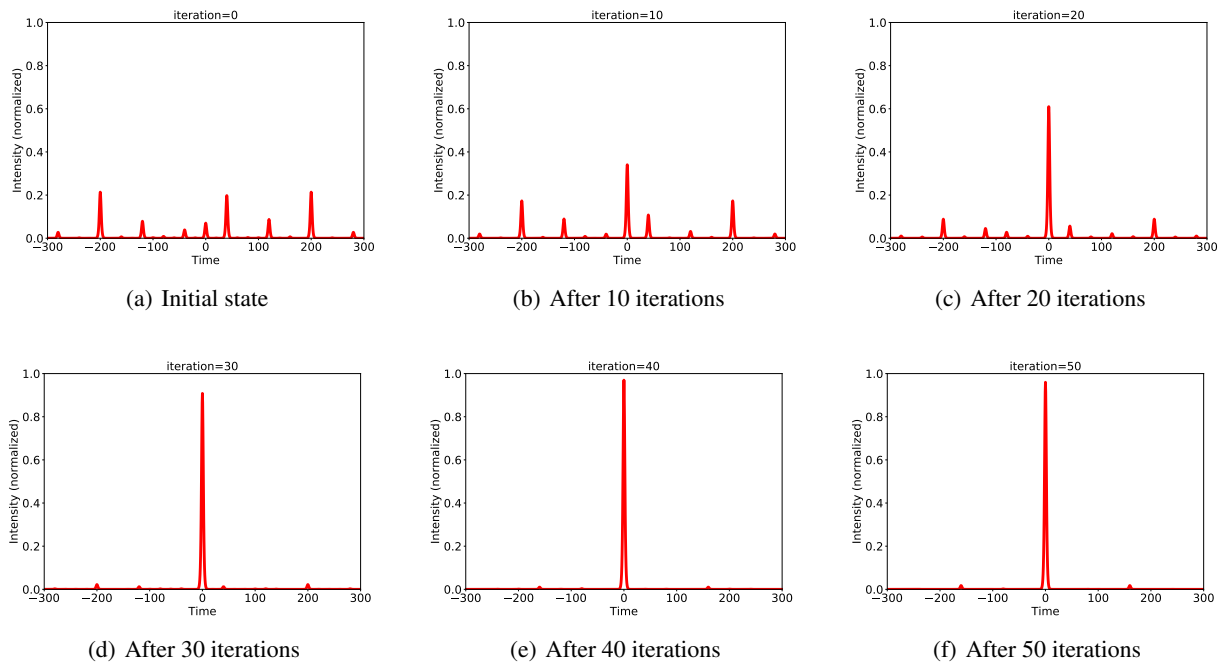 iteration=0
1.0
0.8
0.6
0.4
0.2
0.0
Intensity (normalized)
−300 −200 −100 0 100 200 300
Time
(a) Initial state
iteration=10
1.0
0.8
0.6
0.4
0.2
0.0
Intensity (normalized)
−300 −200 −100 0 100 200 300
Time
(b) After 10 iterations
iteration=20
1.0
0.8
0.6
0.4
0.2
0.0
Intensity (normalized)
−300 −200 −100 0 100 200 300
Time
(c) After 20 iterations
iteration=30
1.0
0.8
0.6
0.4
0.2
0.0
Intensity (normalized)
−300 −200 −100 0 100 200 300
Time
(d) After 30 iterations
iteration=40
1.0
0.8
0.6
0.4
0.2
0.0
Intensity (normalized)
−300 −200 −100 0 100 200 300
Time
(e) After 40 iterations
iteration=50
1.0
0.8
0.6
0.4
0.2
0.0
Intensity (normalized)
−300 −200 −100 0 100 200 300
Time
(f) After 50 iterations